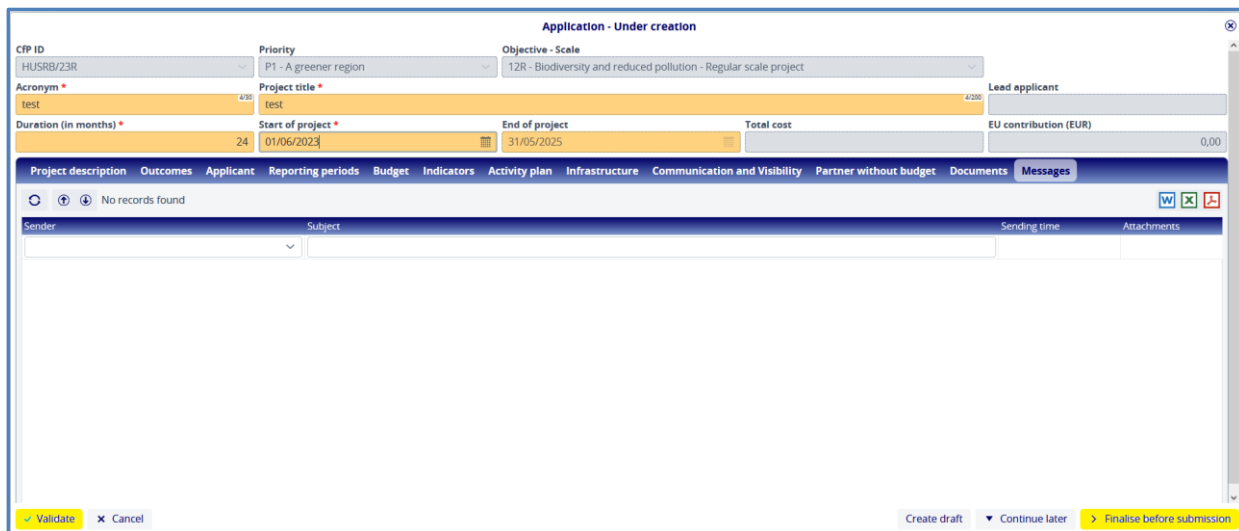 Application - Under creation
CfP ID Priority Objective - Scale
HUSRB/23R P1 - A greener region 12R - Biodiversity and reduced pollution - Regular scale project
Acronym * Project title * Lead applicant
test 4/30 test 4/200
Duration (in months) * Start of project * End of project Total cost EU contribution (EUR)
24 01/06/2023 31/05/2025 0,00
Project description Outcomes Applicant Reporting periods Budget Indicators Activity plan Infrastructure Communication and Visibility Partner without budget Documents Messages
No records found W X
Sender Subject Sending time Attachments
Validate Cancel Create draft Continue later Finalise before submission